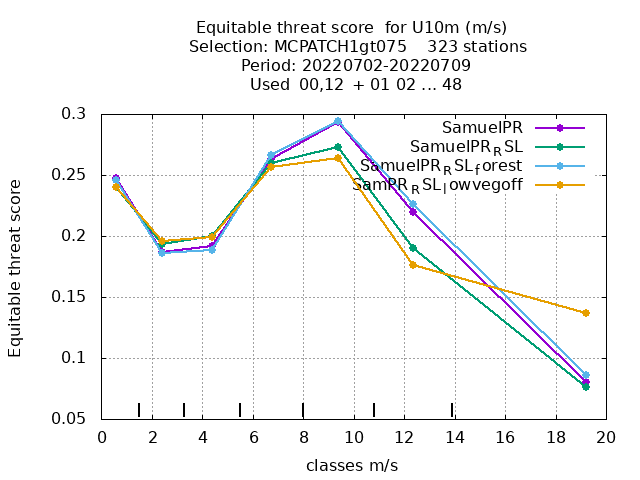 Equitable threat score  for U10m (m/s)
Selection: MCPATCH1gt075    323 stations
Period: 20220702-20220709
Used  00,12  + 01 02 ... 48
SamuelPR
SamuelPR_RSL
SamuelPR_RSL_forest
SamPR_RSL_lowvegoff
Equitable threat score
0.3
0.25
0.2
0.15
0.1
0.05
0 2 4 6 8 10 12 14 16 18 20
classes m/s